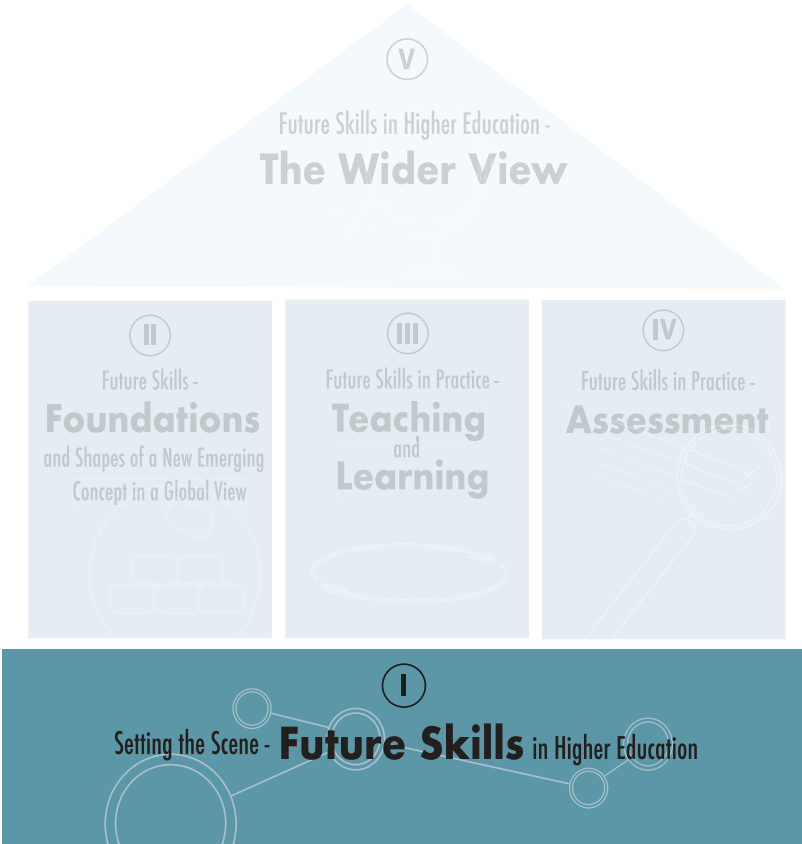 V
Future Skills in Higher Education -
The Wider View
II
Future Skills -
Foundations
and Shapes of a New Emerging
Concept in a Global View
III
Future Skills in Practice -
Teaching
and
Learning
IV
Future Skills in Practice -
Assessment
I
Setting the Scene - Future Skills in Higher Education